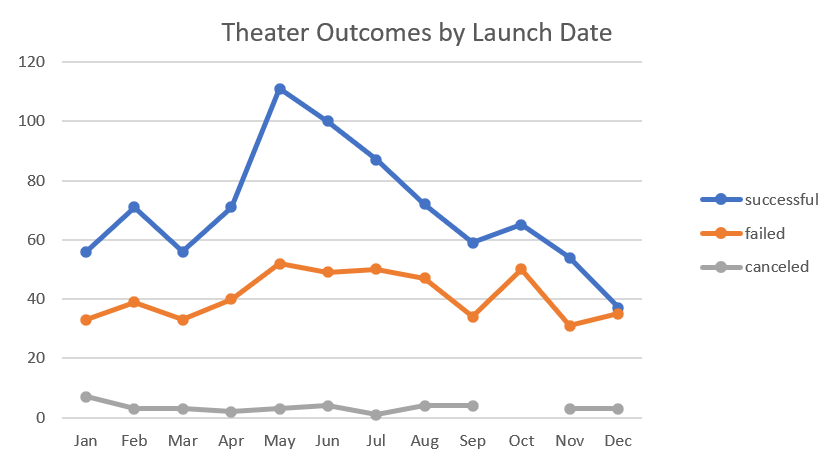 Theater Outcomes by Launch Date
120
100
80
60
40
20
0
Jan Feb Mar Apr May Jun Jul Aug Sep Oct Nov Dec
successful
failed
canceled